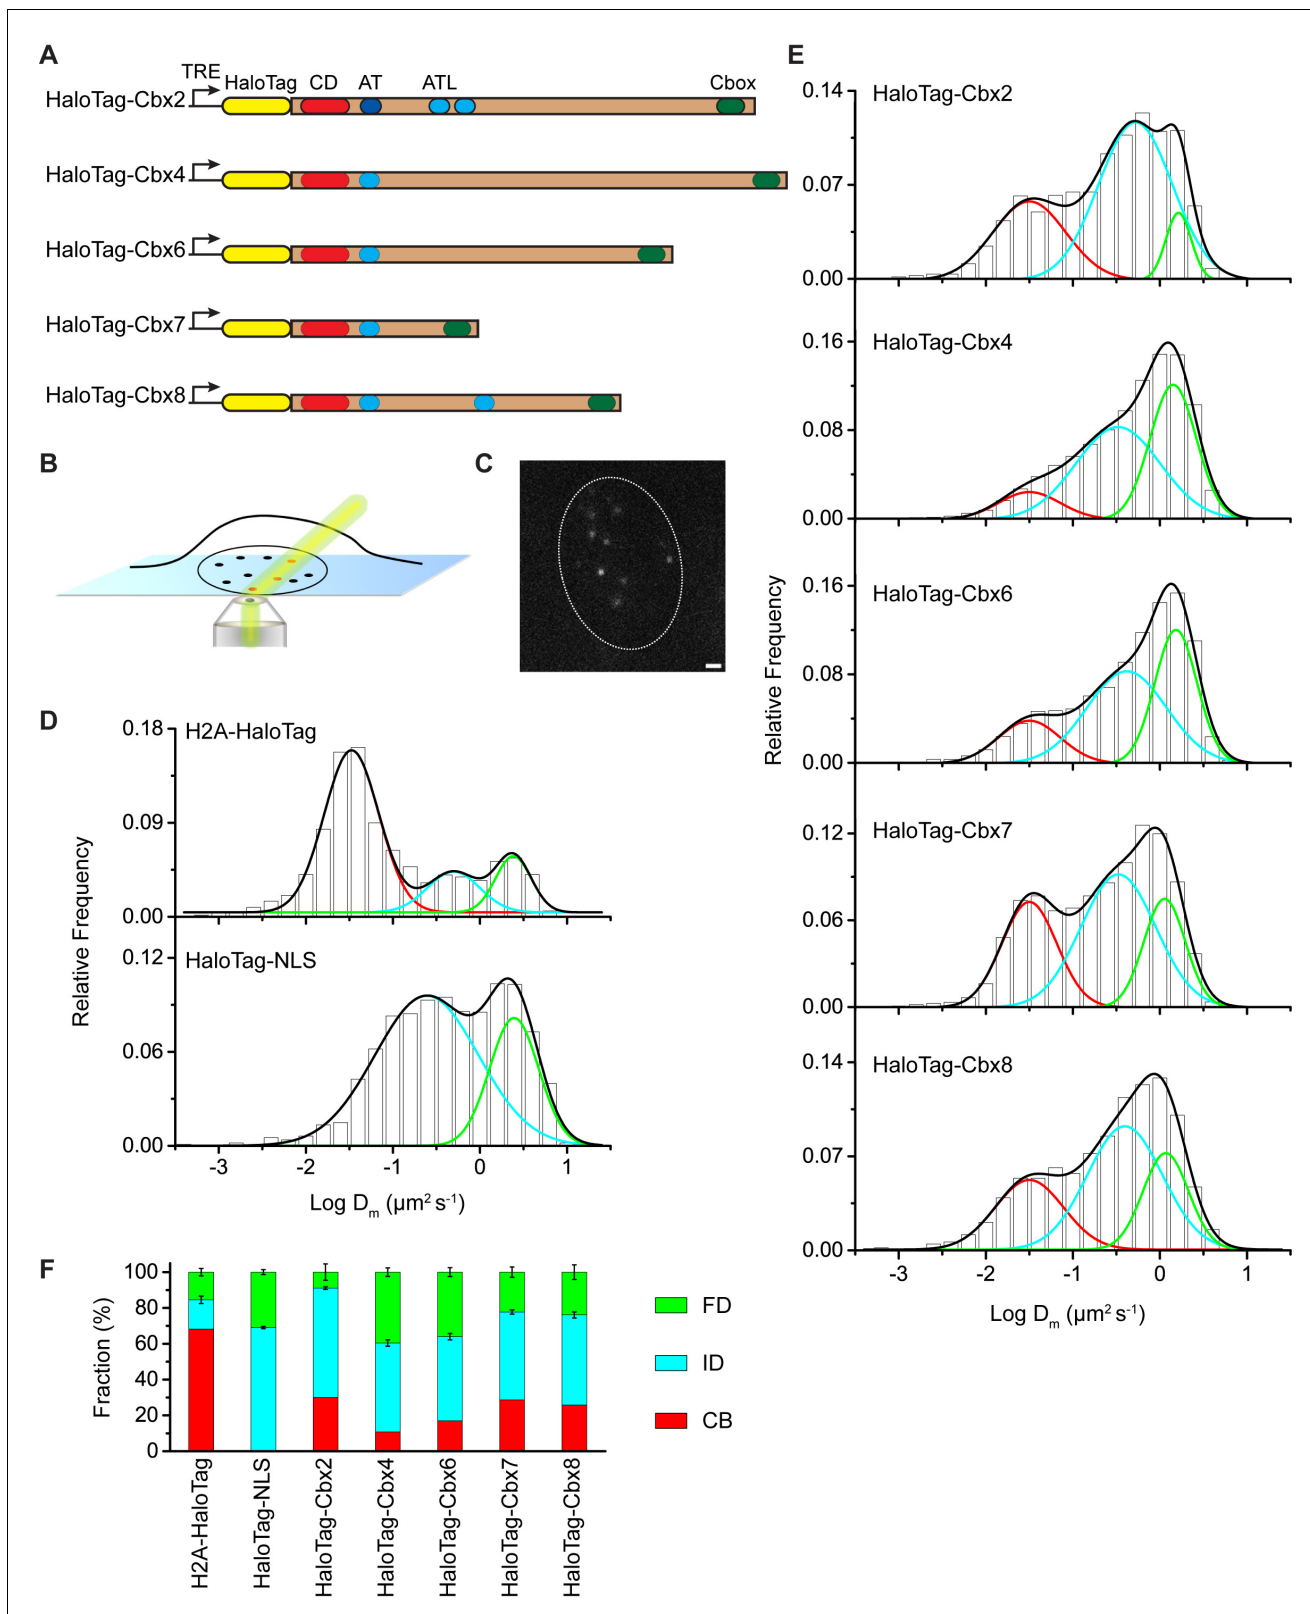 A
TRE
HaloTag CD AT ATL Cbox
HaloTag-Cbx2
HaloTag-Cbx4
HaloTag-Cbx6
HaloTag-Cbx7
HaloTag-Cbx8
B
C
D
0.18
H2A-HaloTag
0.09
0.00
0.12
HaloTag-NLS
0.06
0.00
Relative Frequency
-3 -2 -1 0 1
Log Dm (µm² s⁻¹)
E
0.14
HaloTag-Cbx2
0.07
0.00
0.16
HaloTag-Cbx4
0.08
0.00
0.16
HaloTag-Cbx6
0.08
0.00
0.12
HaloTag-Cbx7
0.06
0.00
0.14
HaloTag-Cbx8
0.07
0.00
Relative Frequency
-3 -2 -1 0 1
Log Dm (µm² s⁻¹)
F
100
80
60
40
20
0
Fraction (%)
H2A-HaloTag
HaloTag-NLS
HaloTag-Cbx2
HaloTag-Cbx4
HaloTag-Cbx6
HaloTag-Cbx7
HaloTag-Cbx8
FD
ID
CB